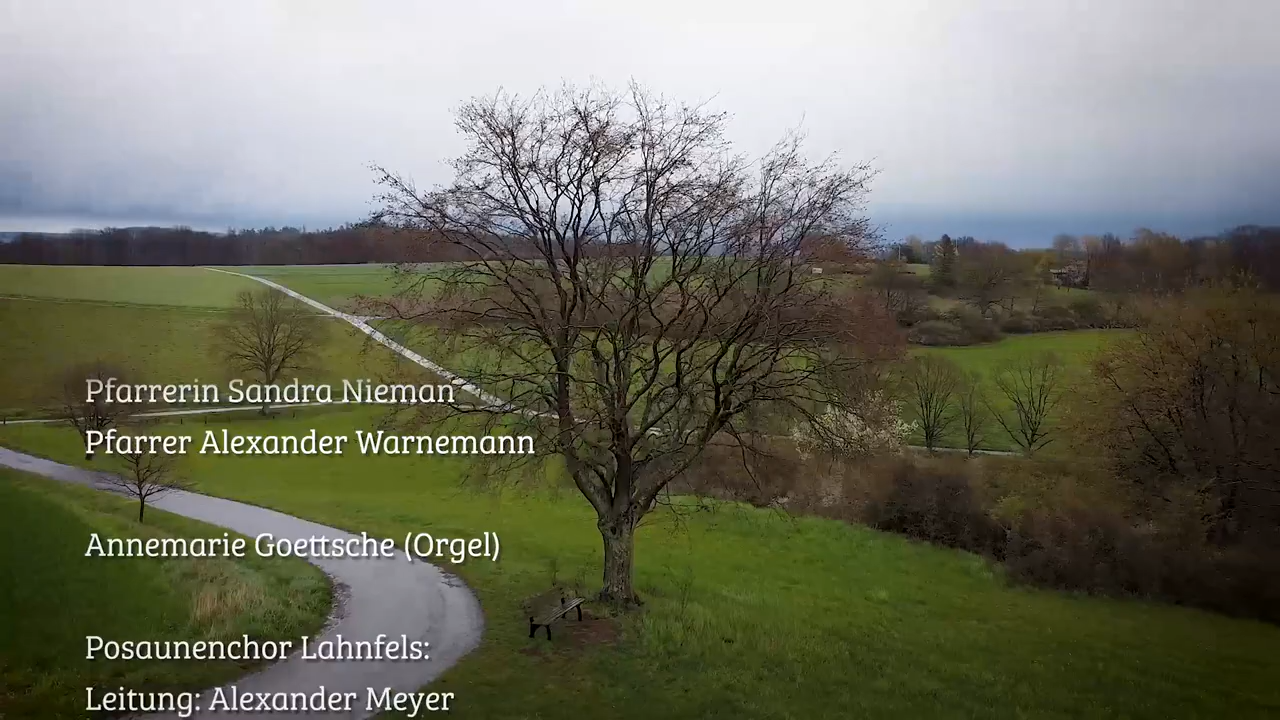 Pfarrerin Sandra Nieman
Pfarrer Alexander Warnemann
Annemarie Goettsche (Orgel)
Posaunenchor Lahnfels:
Leitung: Alexander Meyer